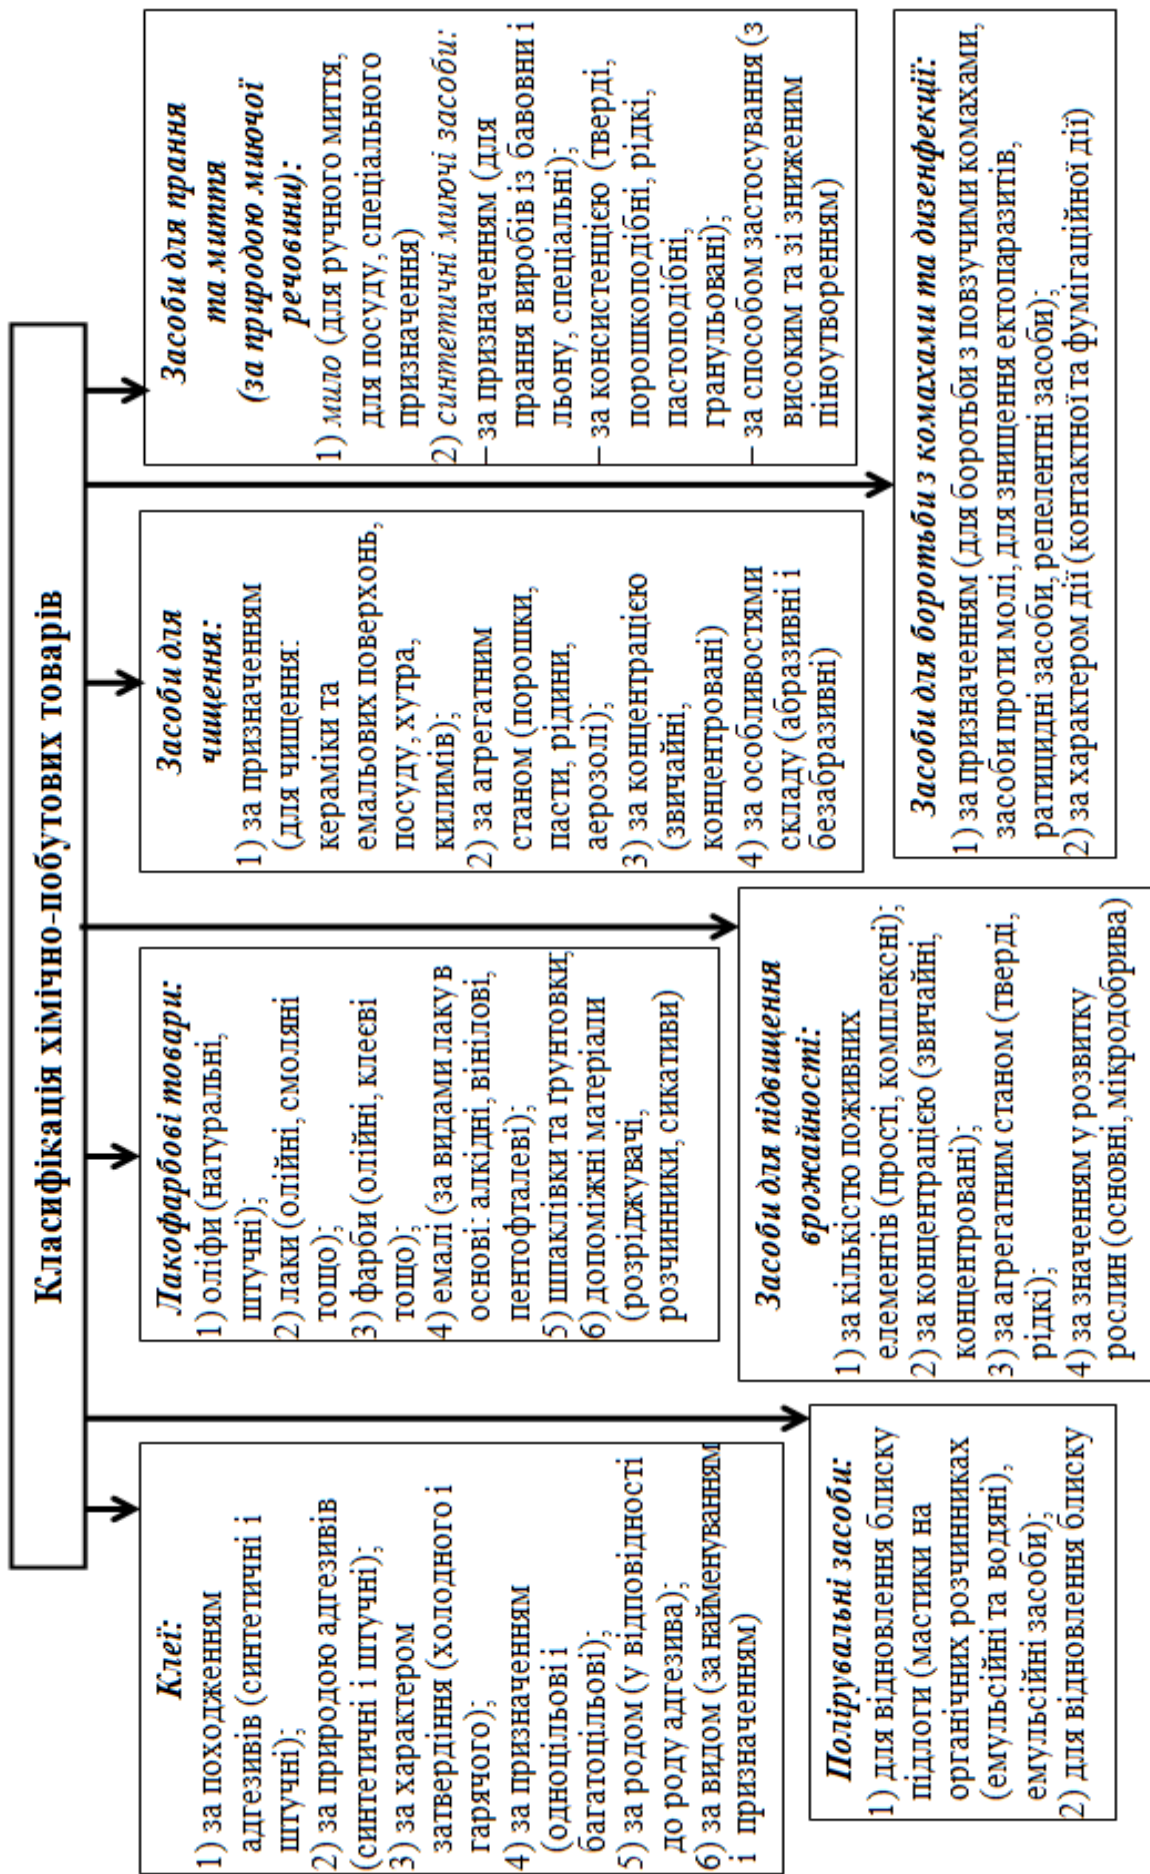 Класифікація хімічно-побутових товарів
Клеї:
1) за походженням
адгезивів (синтетичні і
штучні);
2) за природою адгезивів
(синтетичні і штучні);
3) за характером
затвердіння (холодного і
гарячого);
4) за призначенням
(одноцільові і
багатоцільові);
5) за родом (у відповідності
до роду адгезива);
6) за видом (за найменуванням
і призначенням)
Лакофарбові товари:
1) оліфи (натуральні,
штучні);
2) лаки (олійні, смоляні
тощо);
3) фарби (олійні, клеєві
тощо);
4) емалі (за видами лаку в
основі: алкідні, вінілові,
пентофталеві);
5) шпаклівки та грунтовки;
6) допоміжні матеріали
(розріджувачі,
розчинники, сикативи)
Засоби для
чищення:
1) за призначенням
(для чищення:
кераміки та
емальових поверхонь,
посуду, хутра,
килимів);
2) за агрегатним
станом (порошки,
пасти, рідини,
аерозолі);
3) за концентрацією
(звичайні,
концентровані)
4) за особливостями
складу (абразивні і
безабразивні)
Засоби для прання
та миття
(за природою миючої
речовини):
1) мило (для ручного миття,
для посуду, спеціального
призначення)
2) синтетичні миючі засоби:
– за призначенням (для
прання виробів із бавовни і
льону, спеціальні);
– за консистенцією (тверді,
порошкоподібні, рідкі,
пастоподібні,
гранульовані);
– за способом застосування (з
високим та зі зниженим
піноутворенням)
Полірувальні засоби:
1) для відновлення блиску
підлоги (мастики на
органічних розчинниках
(емульсійні та водяні),
емульсійні засоби);
2) для відновлення блиску
Засоби для підвищення
врожайності:
1) за кількістю поживних
елементів (прості, комплексні);
2) за концентрацією (звичайні,
концентровані);
3) за агрегатним станом (тверді,
рідкі);
4) за значенням у розвитку
рослин (основні, мікродобрива)
Засоби для боротьби з комахами та дизенфекції:
1) за призначенням (для боротьби з повзучими комахами,
засоби проти молі, для знищення ектопаразитів,
ратицидні засоби, репелентні засоби);
2) за характером дії (контактної та фумігаційної дії)